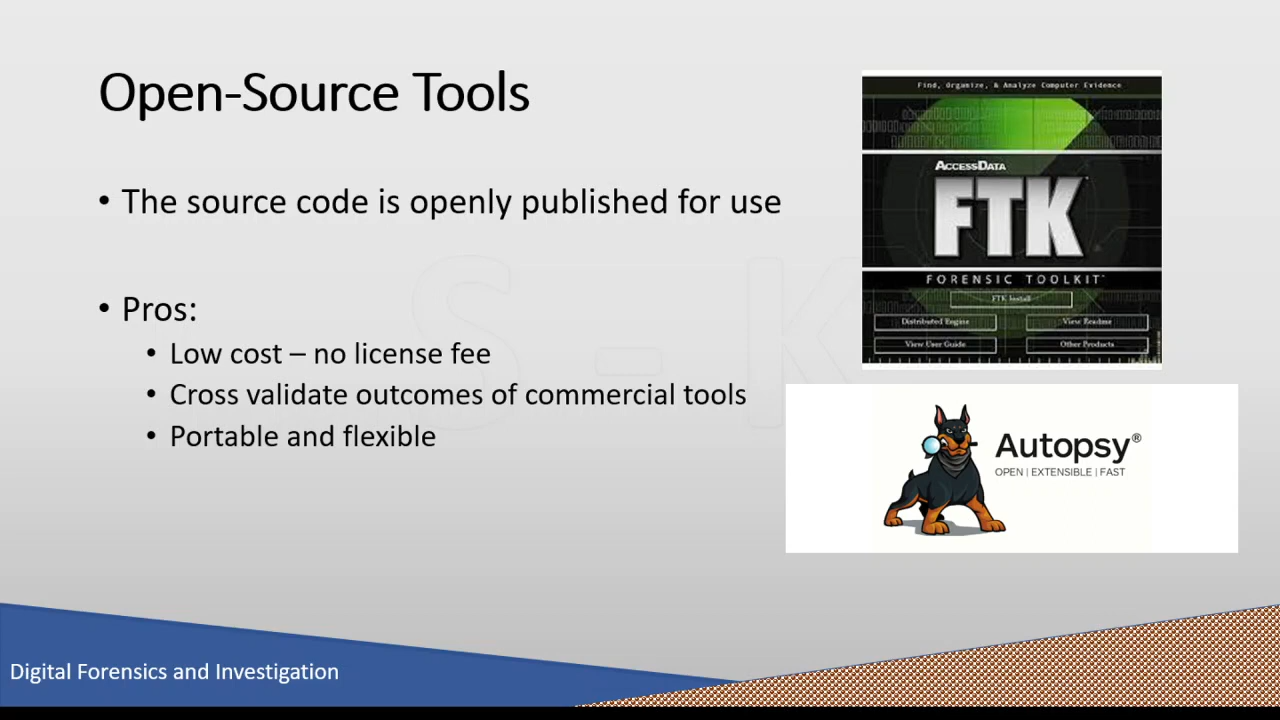 Open-Source Tools
• The source code is openly published for use
• Pros:
• Low cost – no license fee
• Cross validate outcomes of commercial tools
• Portable and flexible
Find, Organize, & Analyze Computer Evidence
ACCESSDATA
FTK
FORENSIC TOOLKIT
FTK Install
Distributed Engine
View Readme
View User Guide
Other Products
Autopsy®
OPEN | EXTENSIBLE | FAST
S - K
Digital Forensics and Investigation